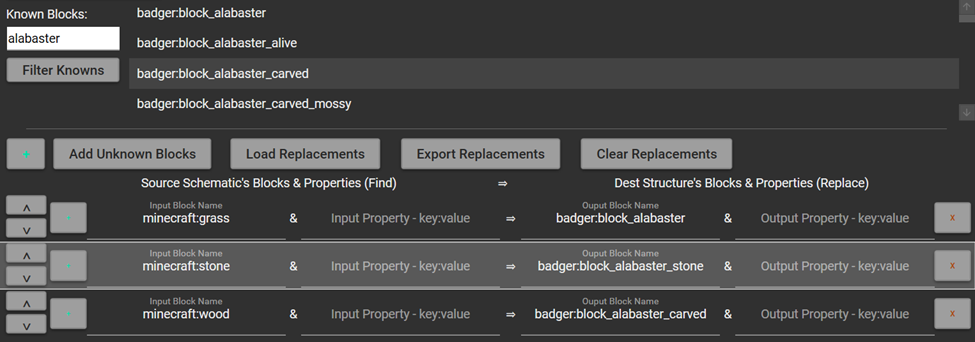 Known Blocks:
alabaster
Filter Knowns
badger:block_alabaster
badger:block_alabaster_alive
badger:block_alabaster_carved
badger:block_alabaster_carved_mossy
+ Add Unknown Blocks Load Replacements Export Replacements Clear Replacements
Source Schematic's Blocks & Properties (Find) ⇒ Dest Structure's Blocks & Properties (Replace)
Input Block Name Ouput Block Name
minecraft:grass & Input Property - key:value ⇒ badger:block_alabaster & Output Property - key:value x
Input Block Name Ouput Block Name
minecraft:stone & Input Property - key:value ⇒ badger:block_alabaster_stone & Output Property - key:value x
Input Block Name Ouput Block Name
minecraft:wood & Input Property - key:value ⇒ badger:block_alabaster_carved & Output Property - key:value x